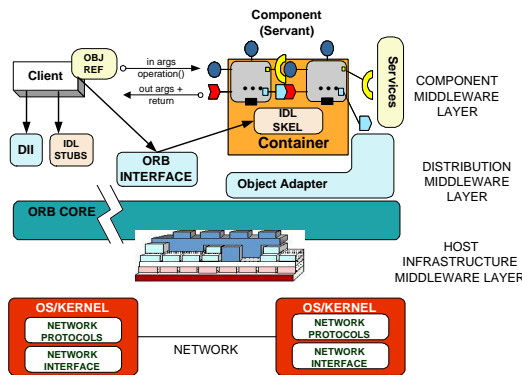 Component
(Servant)
OBJ
REF
Client
in args
operation()
out args +
return
Services
COMPONENT
MIDDLEWARE
LAYER
DII
IDL
STUBS
ORB
INTERFACE
IDL
SKEL
Container
Object Adapter
DISTRIBUTION
MIDDLEWARE
LAYER
ORB CORE
HOST
INFRASTRUCTURE
MIDDLEWARE LAYER
OS/KERNEL
NETWORK
PROTOCOLS
NETWORK
INTERFACE
NETWORK
OS/KERNEL
NETWORK
PROTOCOLS
NETWORK
INTERFACE